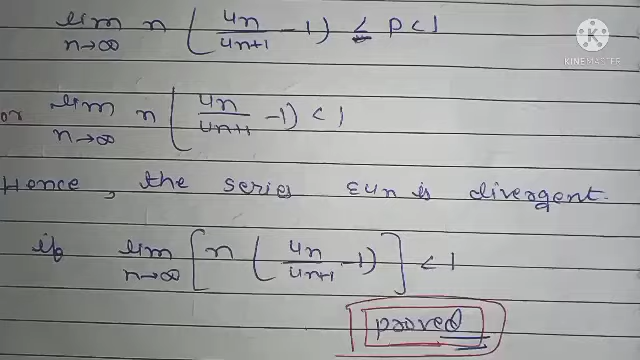 lim n→∞ n ( un/un+1 - 1 ) ≤ p<1
KINEMASTER
or lim n→∞ n ( un/un+1 - 1 ) < 1
Hence, the series Σun is divergent.
if lim n→∞ [ n ( un/un+1 - 1 ) ] < 1
proved